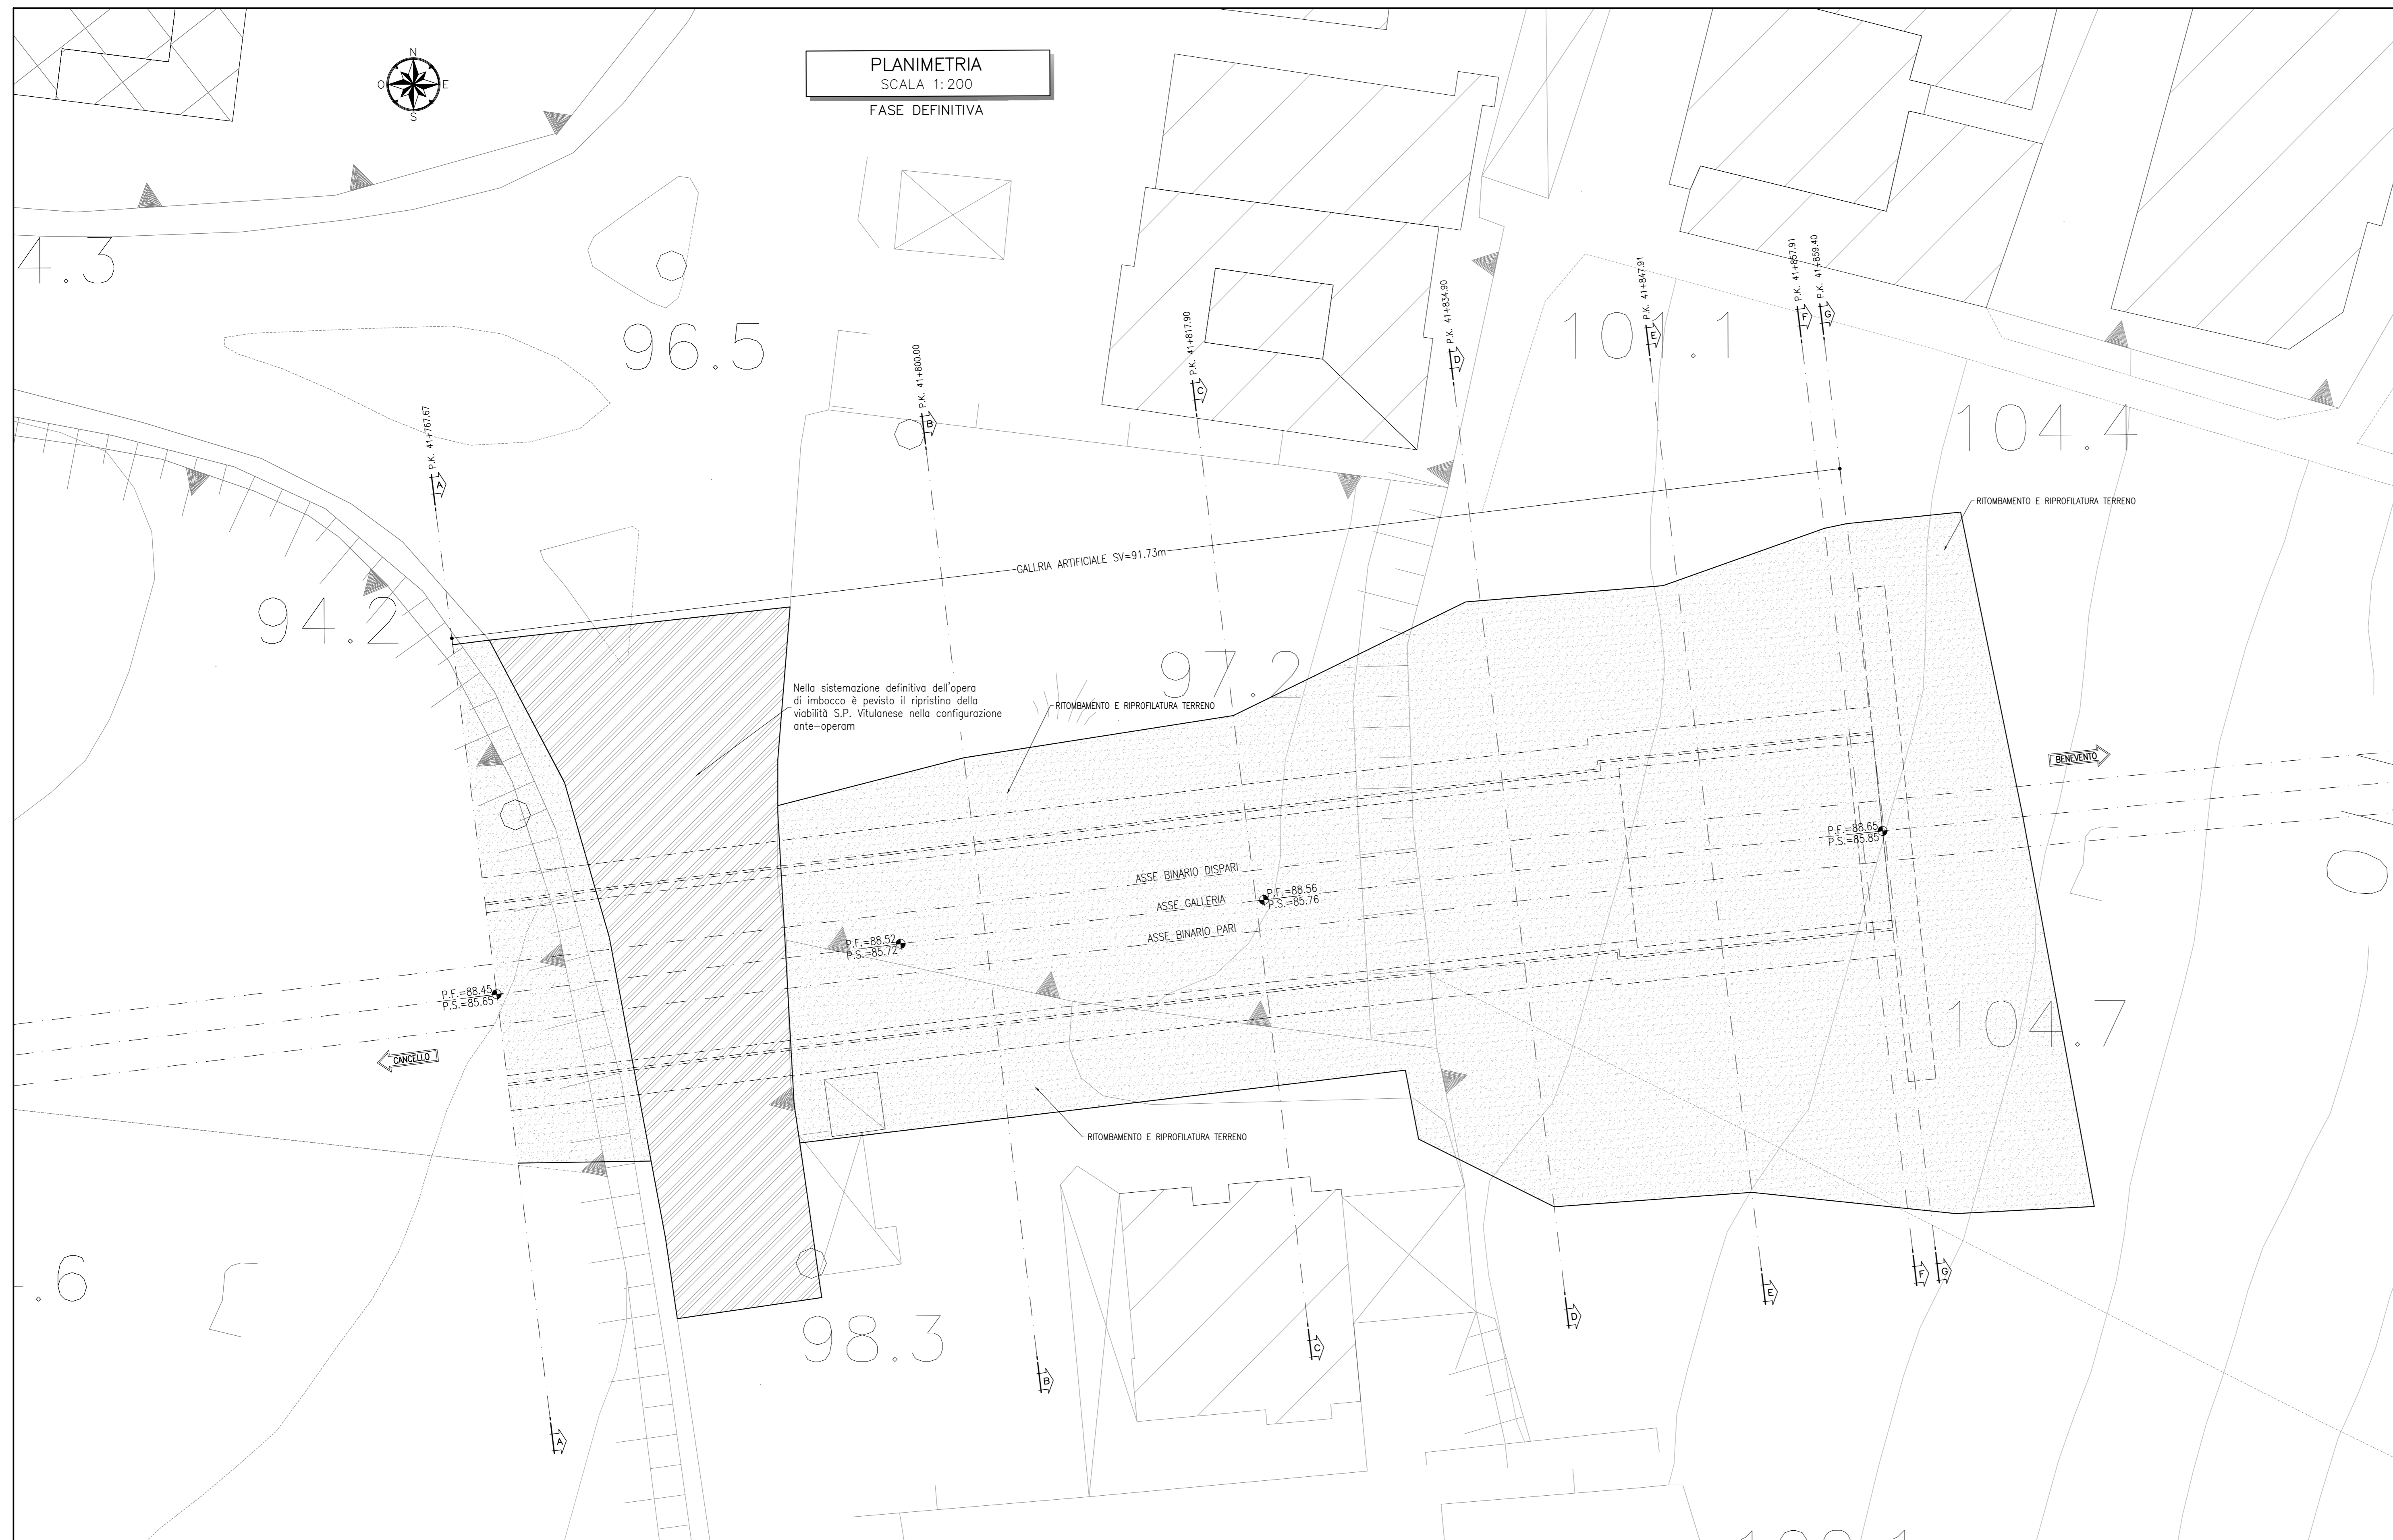 PLANIMETRIA
SCALA 1:200
FASE DEFINITIVA
N
O
E
S
4.3
96.5
P.K. 41+767.67
A
P.K. 41+800.00
B
P.K. 41+817.90
C
P.K. 41+834.90
D
P.K. 41+847.91
E
P.K. 41+857.91
F
P.K. 41+859.40
G
101.1
104.4
RITOMBAMENTO E RIPROFILATURA TERRENO
GALLRIA ARTIFICIALE SV=91.73m
94.2
97.2
Nella sistemazione definitiva dell'opera
di imbocco è pevisto il ripristino della
viabilità S.P. Vitulanese nella configurazione
ante-operam
RITOMBAMENTO E RIPROFILATURA TERRENO
BENEVENTO
P.F.=88.65
P.S.=85.85
ASSE BINARIO DISPARI
ASSE GALLERIA
ASSE BINARIO PARI
P.F.=88.56
P.S.=85.76
P.F.=88.52
P.S.=85.72
P.F.=88.45
P.S.=85.65
CANCELLO
104.7
RITOMBAMENTO E RIPROFILATURA TERRENO
.6
98.3
F
G
E
D
C
B
A